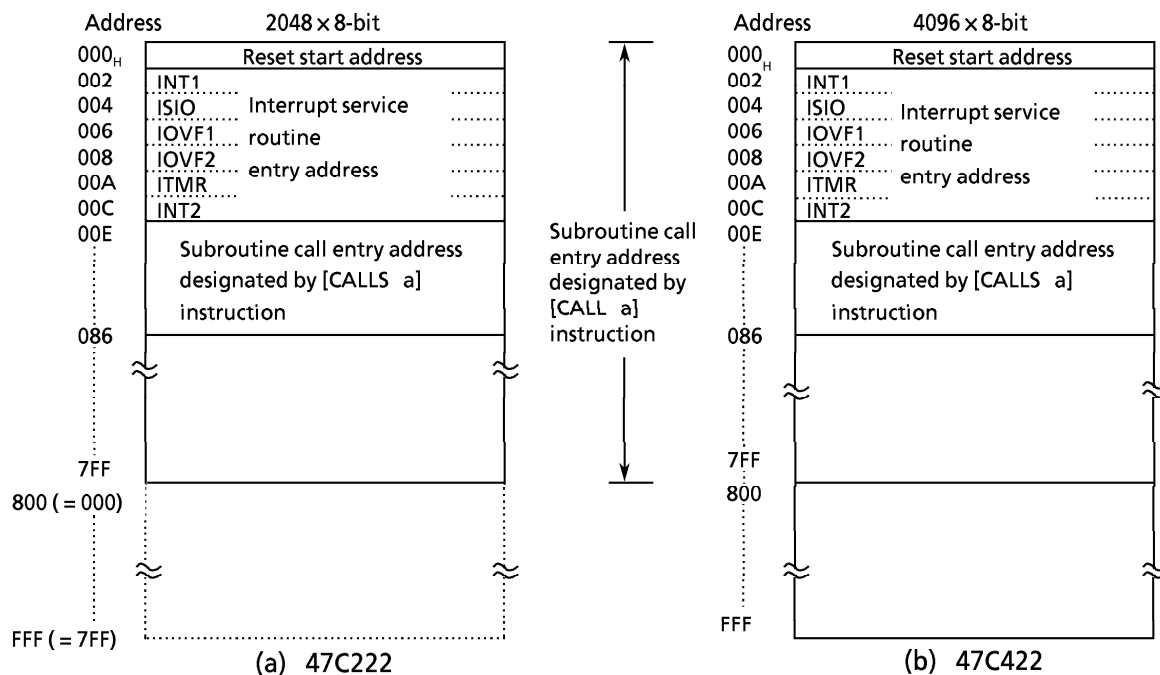 Address 2048 × 8-bit
000H Reset start address
002 INT1
004 ISIO Interrupt service
006 IOVF1 routine
008 IOVF2 entry address
00A ITMR
00C INT2
00E
Subroutine call entry address
designated by [CALLS a]
instruction
086
7FF
800 ( = 000)
FFF ( = 7FF)
(a) 47C222
Subroutine call
entry address
designated by
[CALL a]
instruction
Address 4096 × 8-bit
000H Reset start address
002 INT1
004 ISIO Interrupt service
006 IOVF1 routine
008 IOVF2
00A ITMR entry address
00C INT2
00E
Subroutine call entry address
designated by [CALLS a]
instruction
086
7FF
800
FFF
(b) 47C422